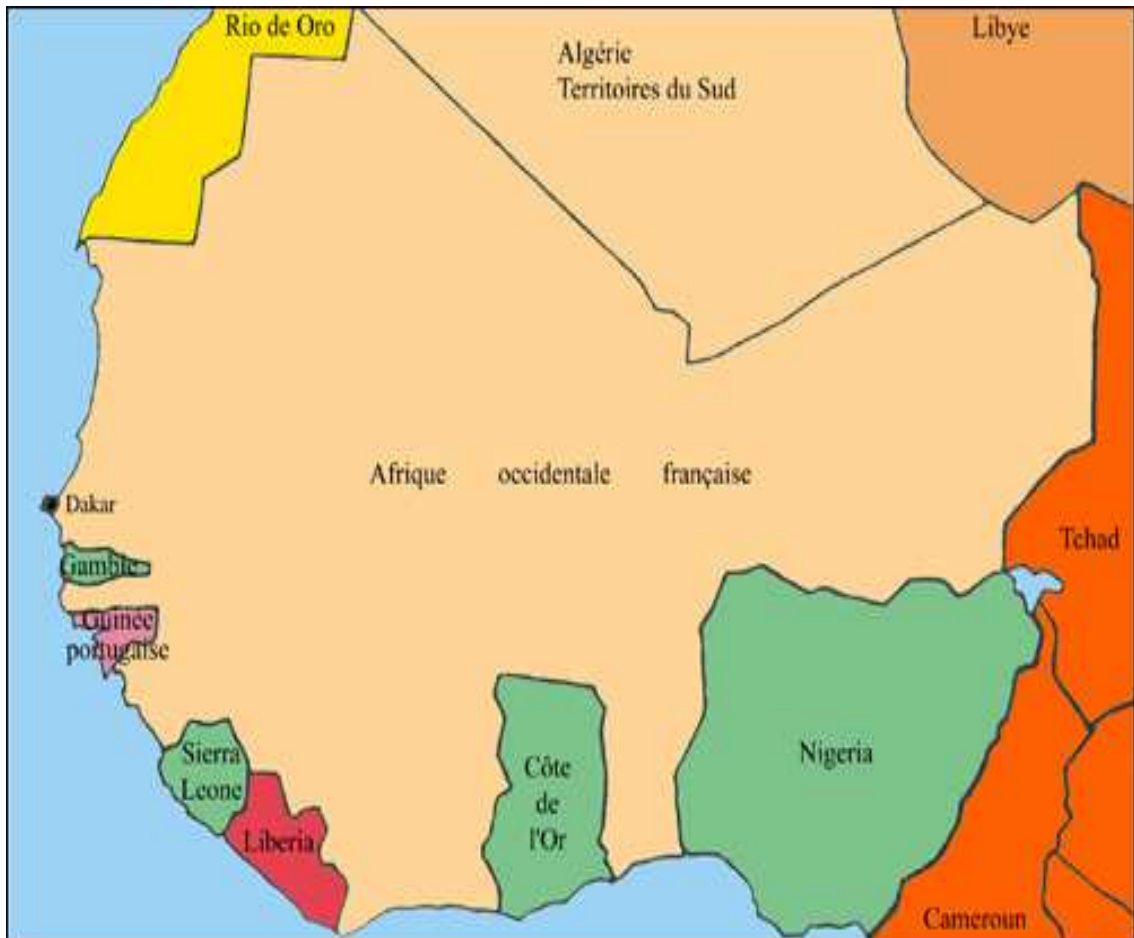 Rio de Oro
Algérie
Territoires du Sud
Libye
Afrique occidentale française
Dakar
Tchad
Gambie
Guinée
portugaise
Sierra
Leone
Côte
de
l'Or
Nigeria
Liberia
Cameroun